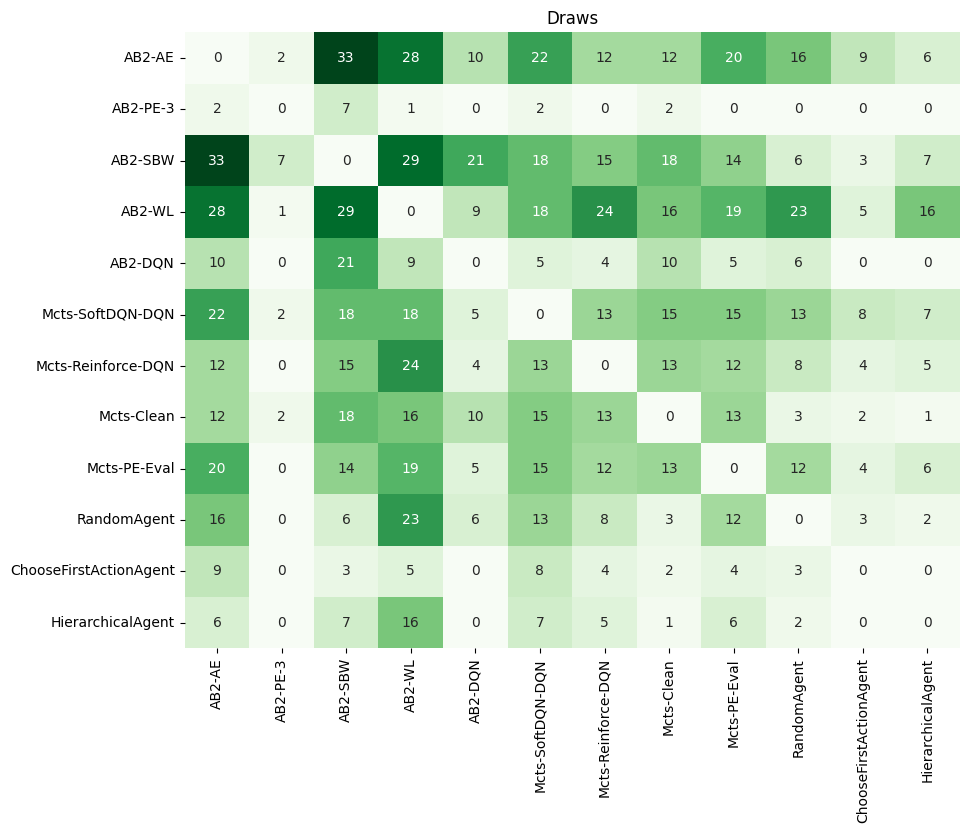 Draws
AB2-AE 0 2 33 28 10 22 12 12 20 16 9 6
AB2-PE-3 2 0 7 1 0 2 0 2 0 0 0 0
AB2-SBW 33 7 0 29 21 18 15 18 14 6 3 7
AB2-WL 28 1 29 0 9 18 24 16 19 23 5 16
AB2-DQN 10 0 21 9 0 5 4 10 5 6 0 0
Mcts-SoftDQN-DQN 22 2 18 18 5 0 13 15 15 13 8 7
Mcts-Reinforce-DQN 12 0 15 24 4 13 0 13 12 8 4 5
Mcts-Clean 12 2 18 16 10 15 13 0 13 3 2 1
Mcts-PE-Eval 20 0 14 19 5 15 12 13 0 12 4 6
RandomAgent 16 0 6 23 6 13 8 3 12 0 3 2
ChooseFirstActionAgent 9 0 3 5 0 8 4 2 4 3 0 0
HierarchicalAgent 6 0 7 16 0 7 5 1 6 2 0 0
AB2-AE
AB2-PE-3
AB2-SBW
AB2-WL
AB2-DQN
Mcts-SoftDQN-DQN
Mcts-Reinforce-DQN
Mcts-Clean
Mcts-PE-Eval
RandomAgent
ChooseFirstActionAgent
HierarchicalAgent